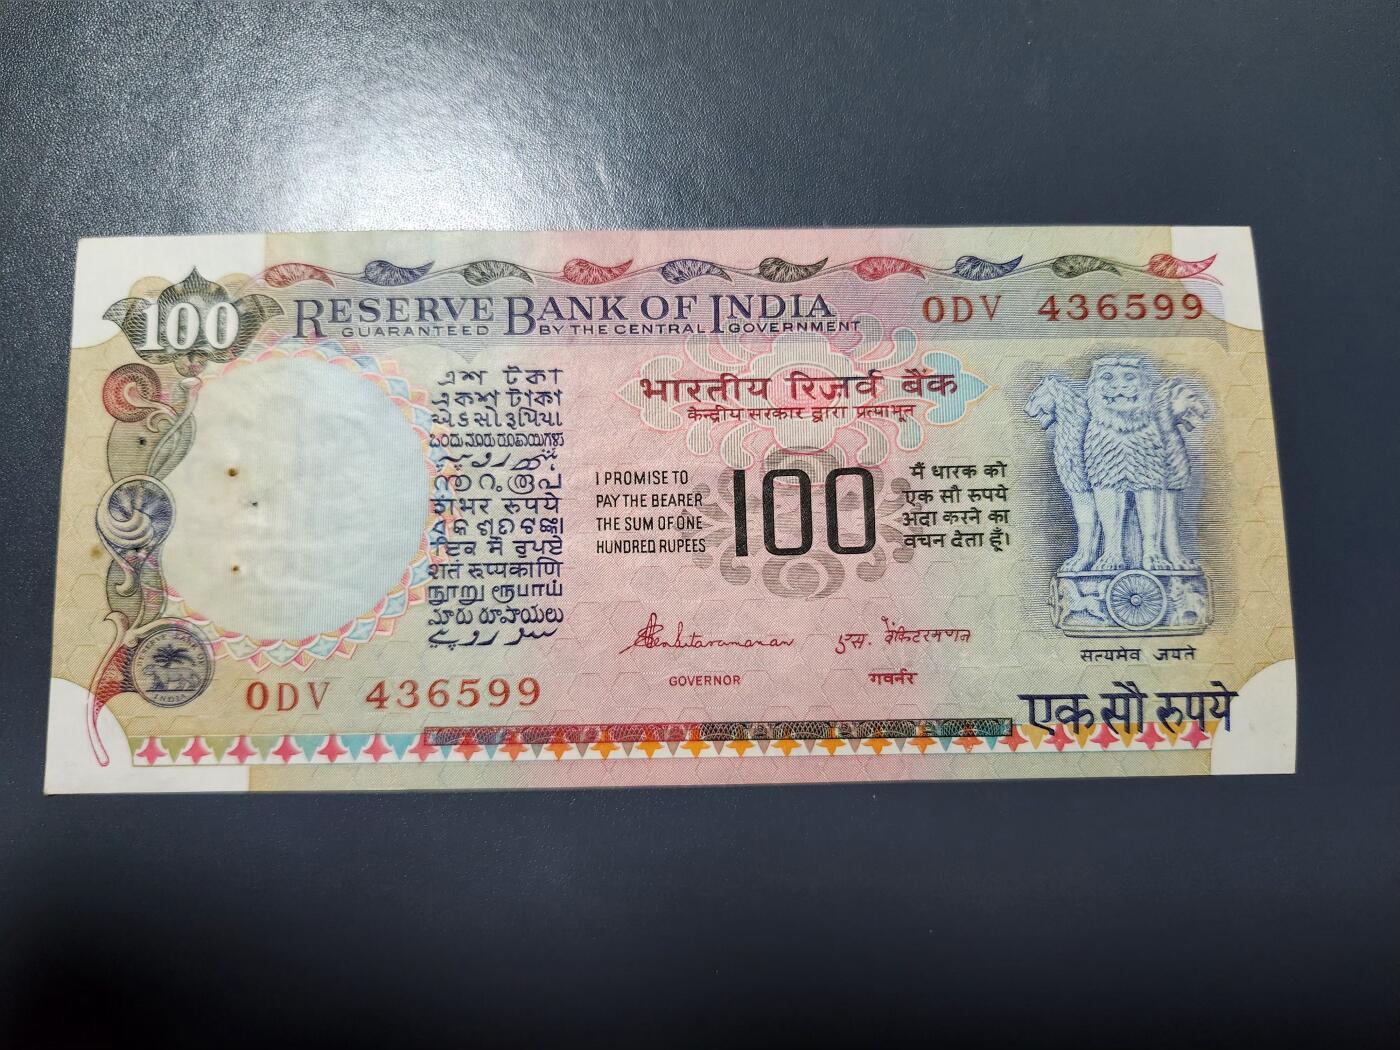 100
RESERVE BANK OF INDIA
GUARANTEED BY THE CENTRAL GOVERNMENT
0DV 436599
भारतीय रिज़र्व बैंक
केन्द्रीय सरकार द्वारा प्रत्याभूत
এশ টকা
একশ টাকা
એકસો રૂપિયા
ಒಂದು ನೂರು ರೂಪಾಯಿಗಳು
शंभर रुपये
ਇਕ ਸੌ ਰੁਪਏ
शतं रूप्यकाणि
நூறு ரூபாய்
నూరు రూపాయలు
I PROMISE TO
PAY THE BEARER
THE SUM OF ONE
HUNDRED RUPEES
100
मैं धारक को
एक सौ रुपये
अदा करने का
वचन देता हूँ।
एस. वेंकिटरमणन
GOVERNOR
गवर्नर
सत्यमेव जयते
0DV 436599
एक सौ रुपये